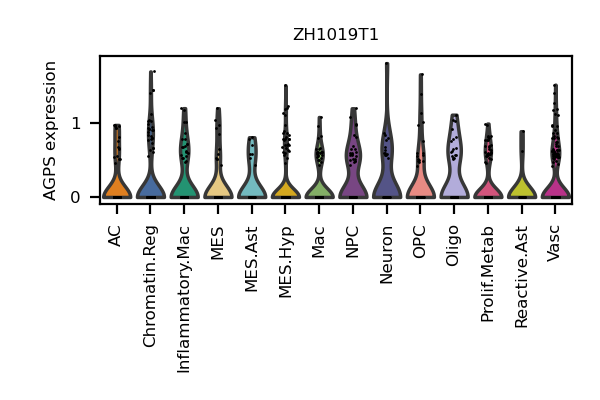 ZH1019T1
AGPS expression
1
0
AC
Chromatin.Reg
Inflammatory.Mac
MES
MES.Ast
MES.Hyp
Mac
NPC
Neuron
OPC
Oligo
Prolif.Metab
Reactive.Ast
Vasc